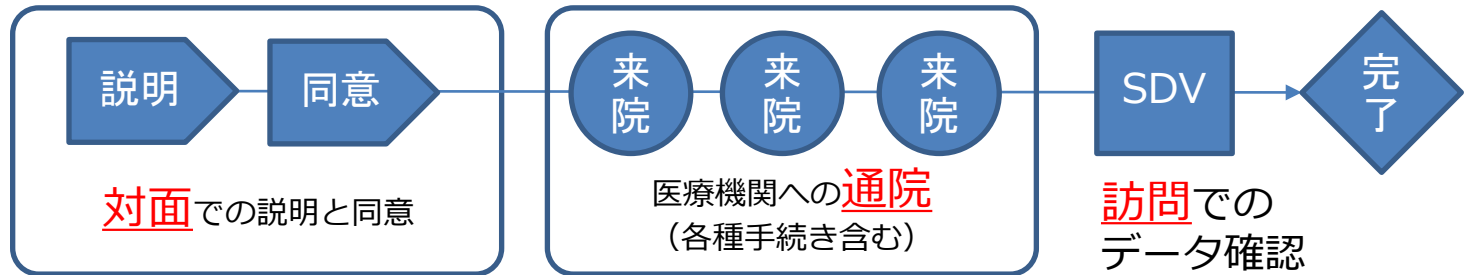 説明
同意
対面での説明と同意
来院
来院
来院
医療機関への通院
（各種手続き含む）
SDV
訪問での
データ確認
完了